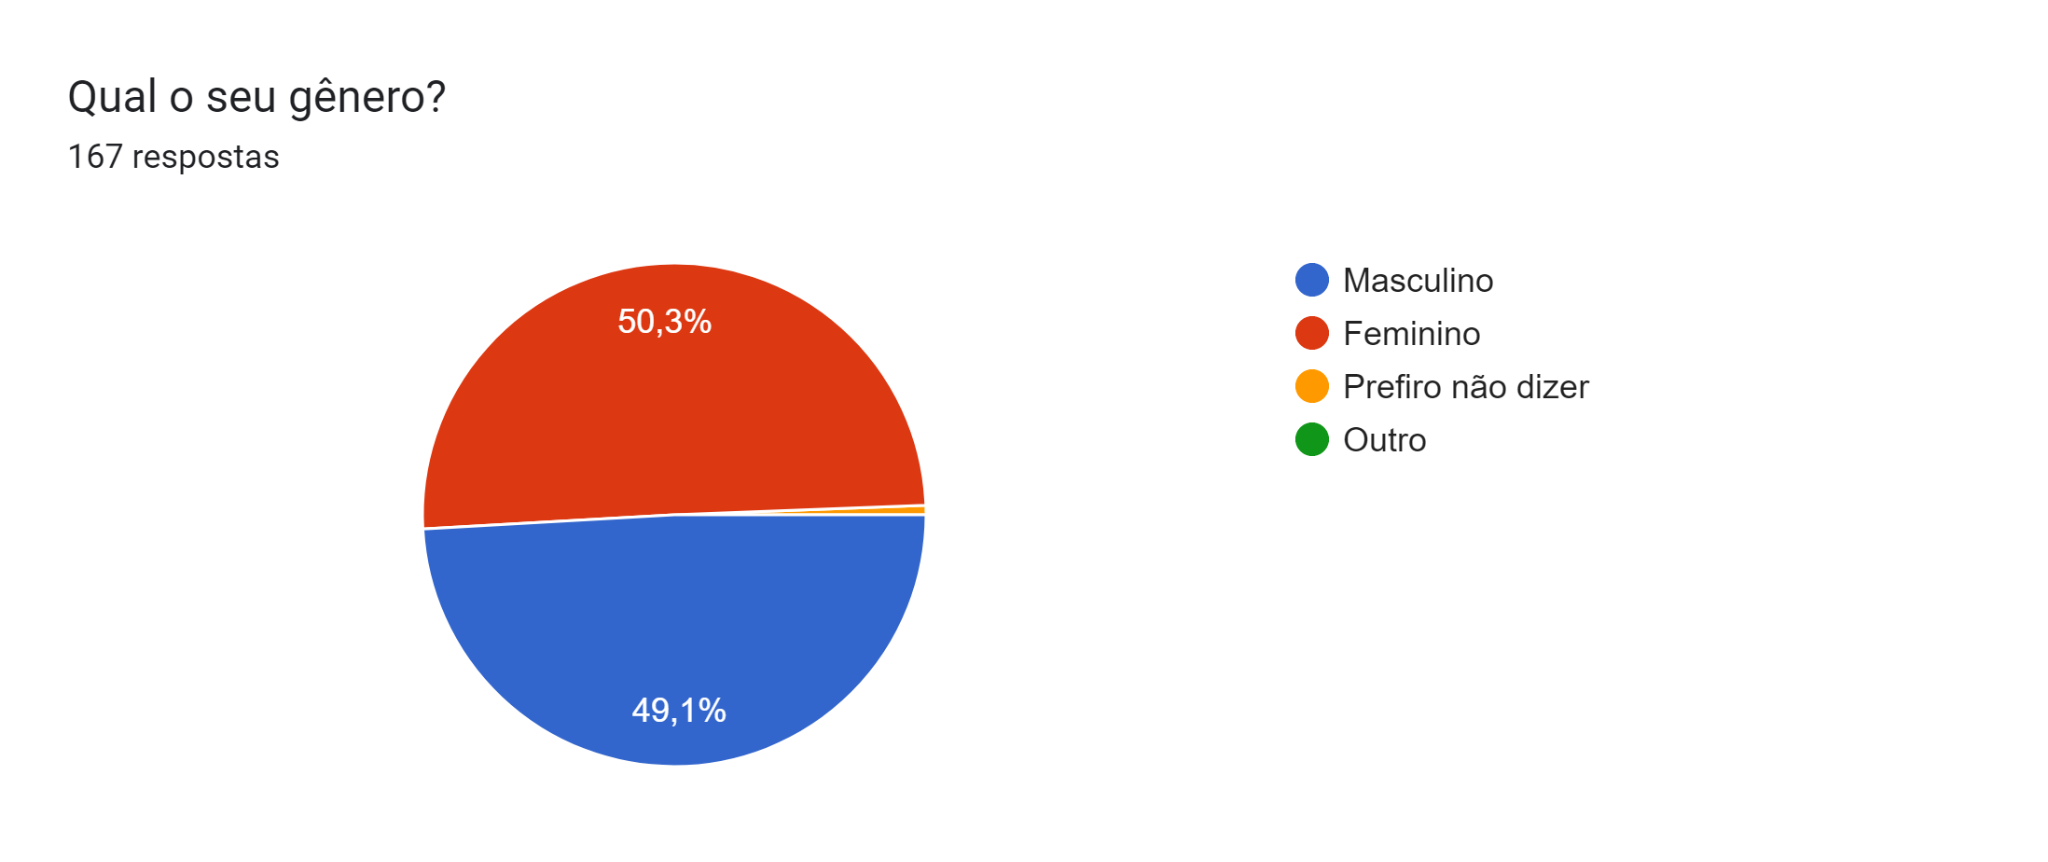 Qual o seu gênero?
167 respostas
50,3%
49,1%
Masculino
Feminino
Prefiro não dizer
Outro